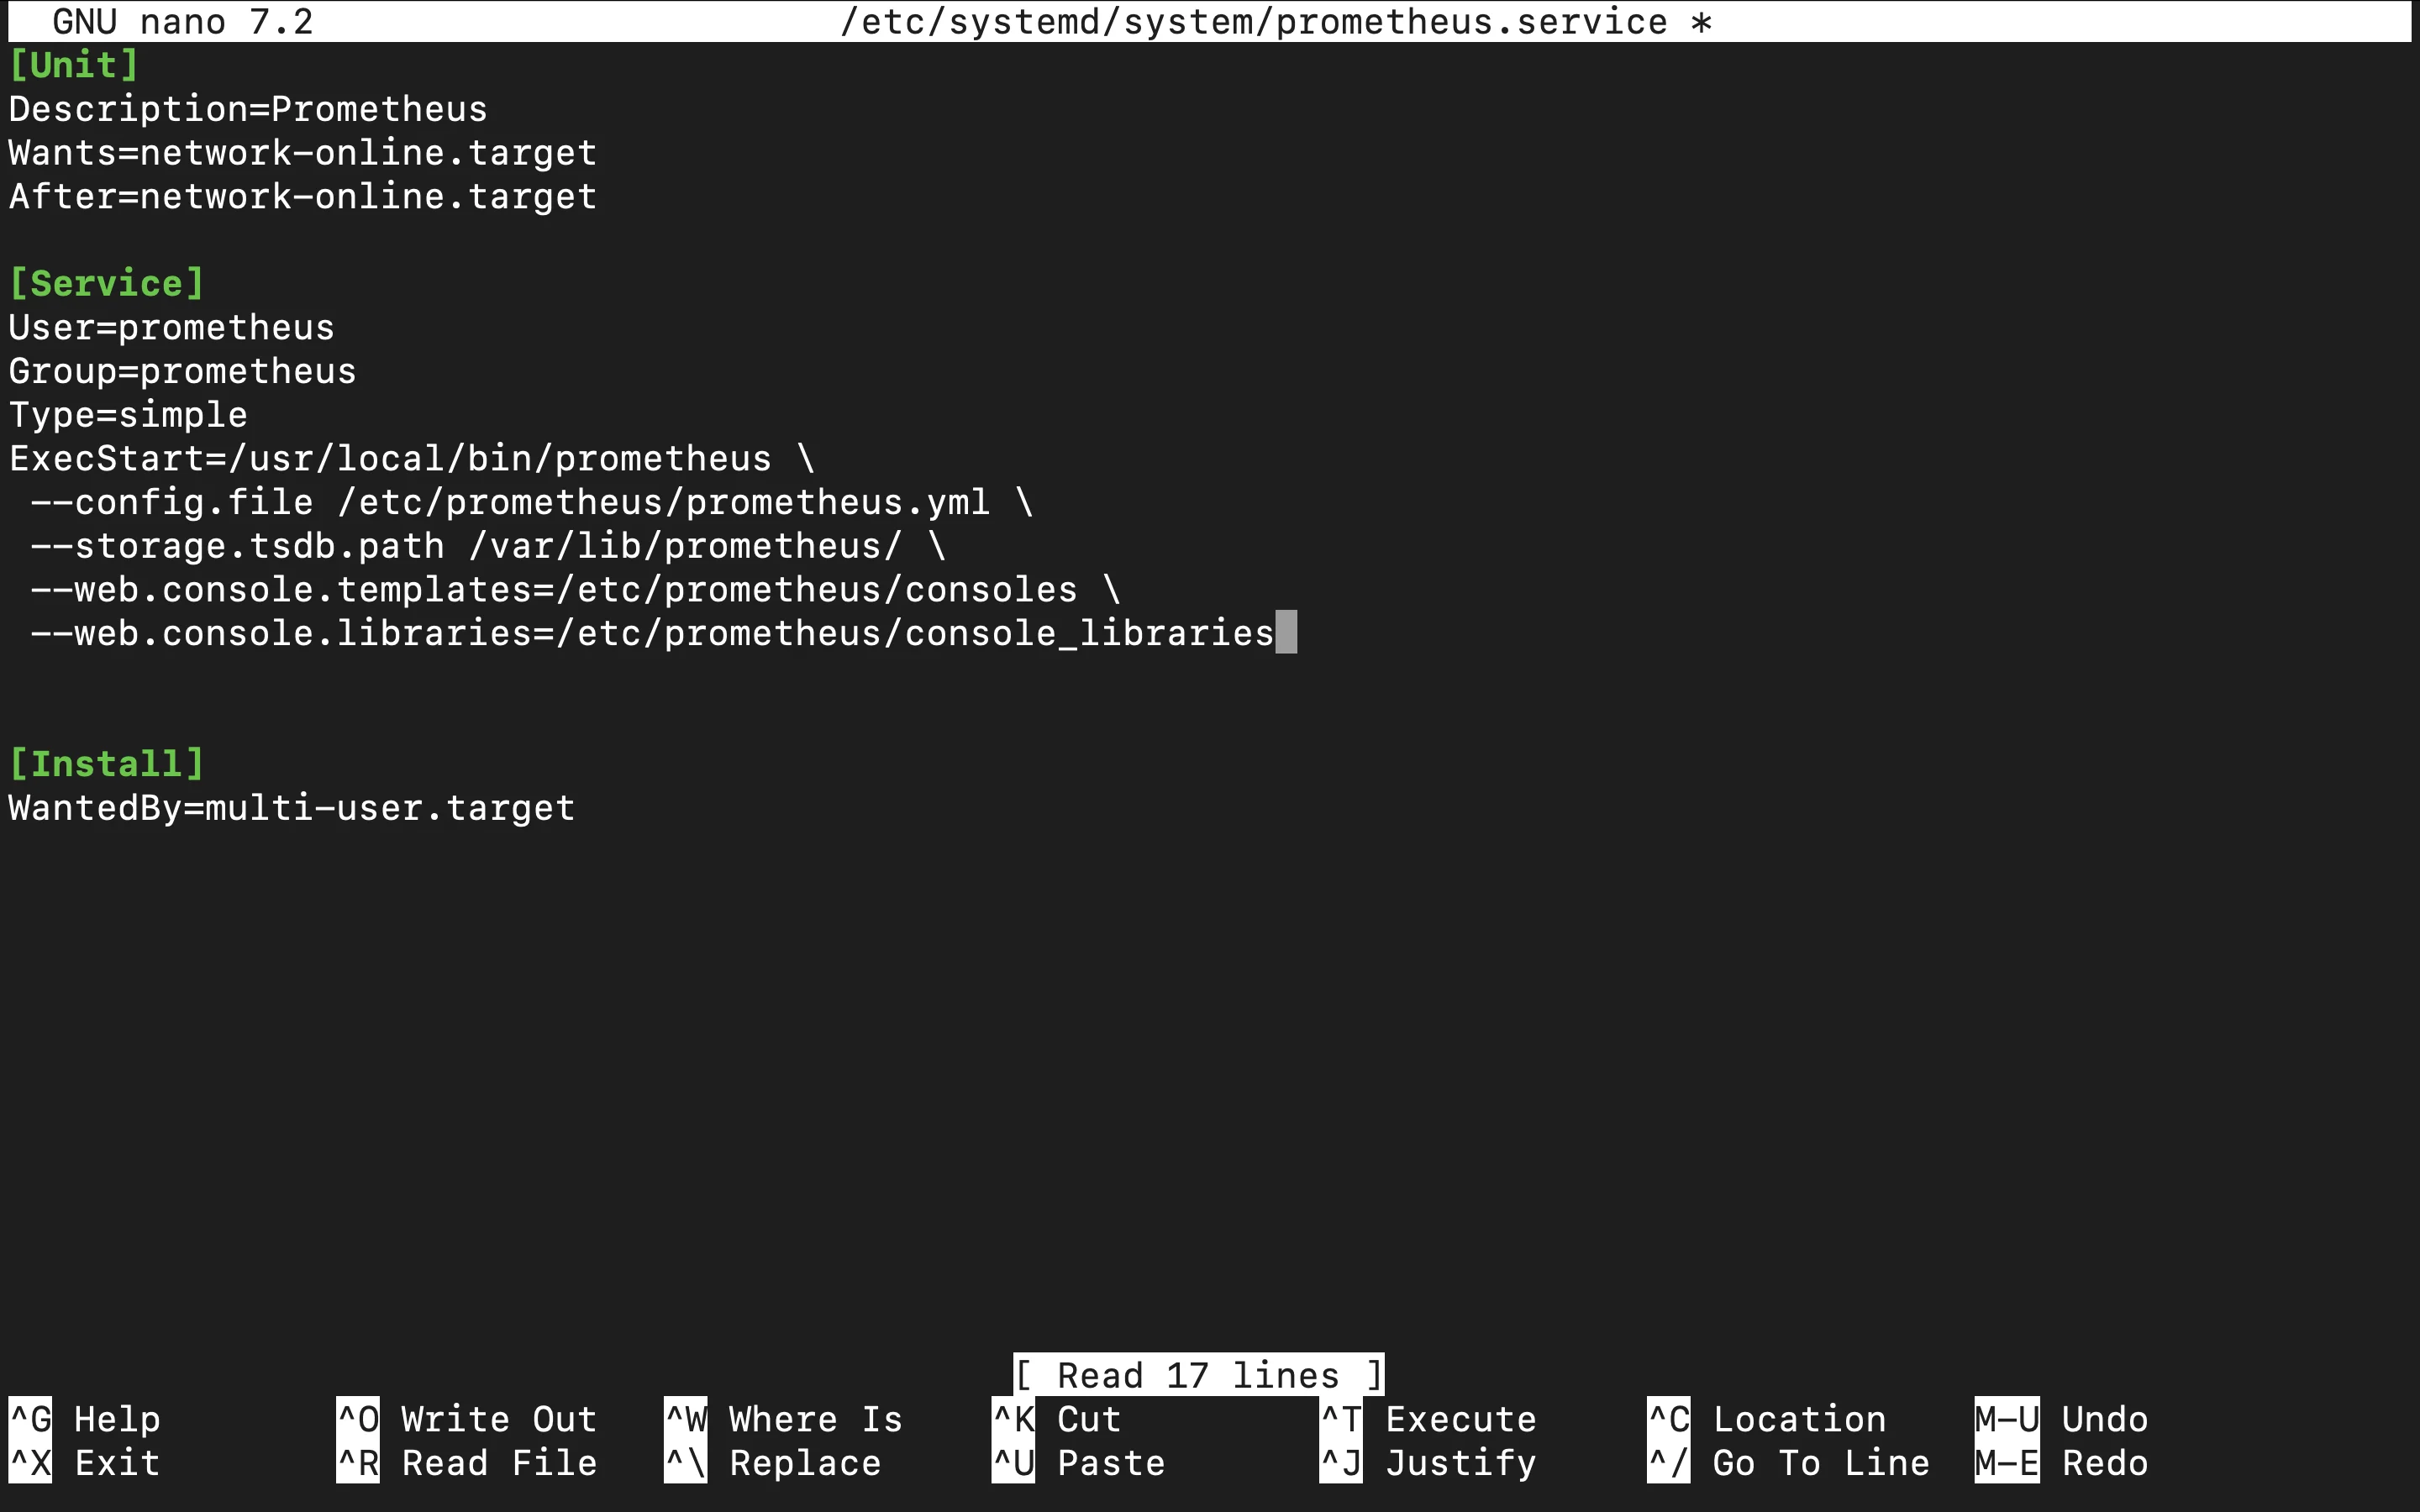 GNU nano 7.2 /etc/systemd/system/prometheus.service *
[Unit]
Description=Prometheus
Wants=network-online.target
After=network-online.target
[Service]
User=prometheus
Group=prometheus
Type=simple
ExecStart=/usr/local/bin/prometheus \
--config.file /etc/prometheus/prometheus.yml \
--storage.tsdb.path /var/lib/prometheus/ \
--web.console.templates=/etc/prometheus/consoles \
--web.console.libraries=/etc/prometheus/console_libraries
[Install]
WantedBy=multi-user.target
[ Read 17 lines ]
^G Help ^O Write Out ^W Where Is ^K Cut ^T Execute ^C Location M-U Undo
^X Exit ^R Read File ^\ Replace ^U Paste ^J Justify ^/ Go To Line M-E Redo